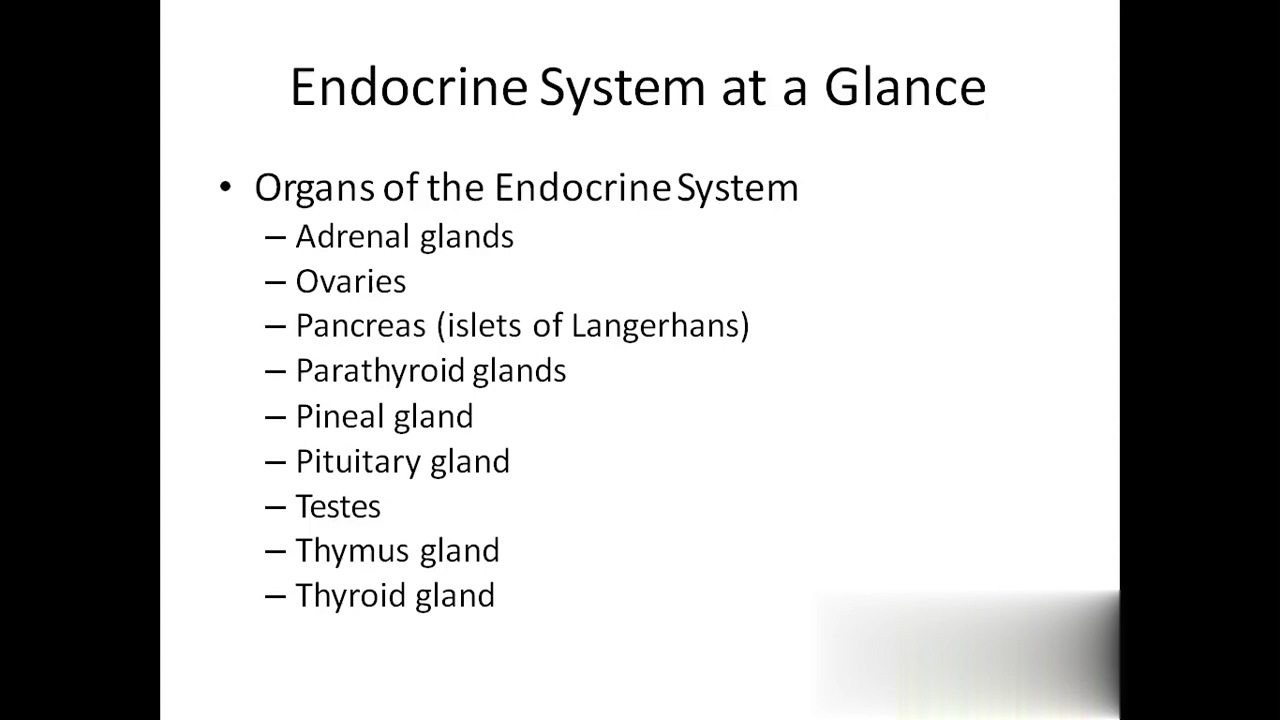 Endocrine System at a Glance
• Organs of the Endocrine System
– Adrenal glands
– Ovaries
– Pancreas (islets of Langerhans)
– Parathyroid glands
– Pineal gland
– Pituitary gland
– Testes
– Thymus gland
– Thyroid gland